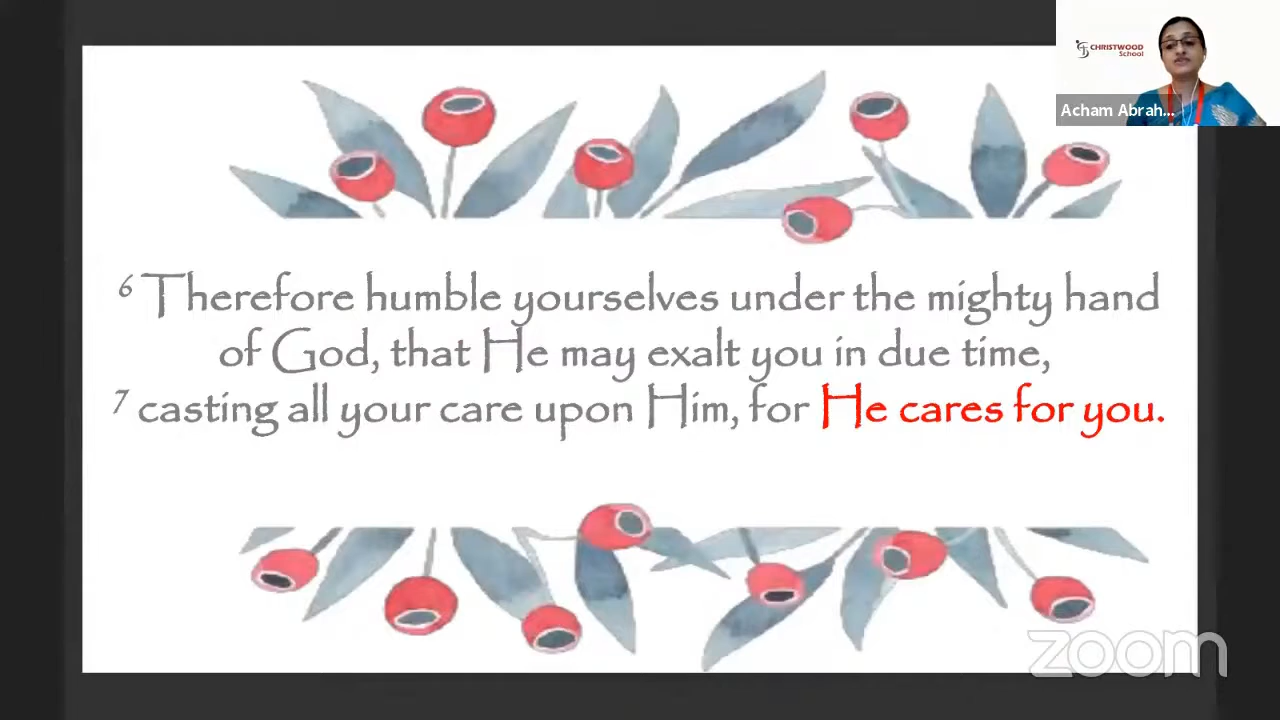 CHRISTWOOD
School
Acham Abrah...
6 Therefore humble yourselves under the mighty hand
of God, that He may exalt you in due time,
7 casting all your care upon Him, for He cares for you.
zoom